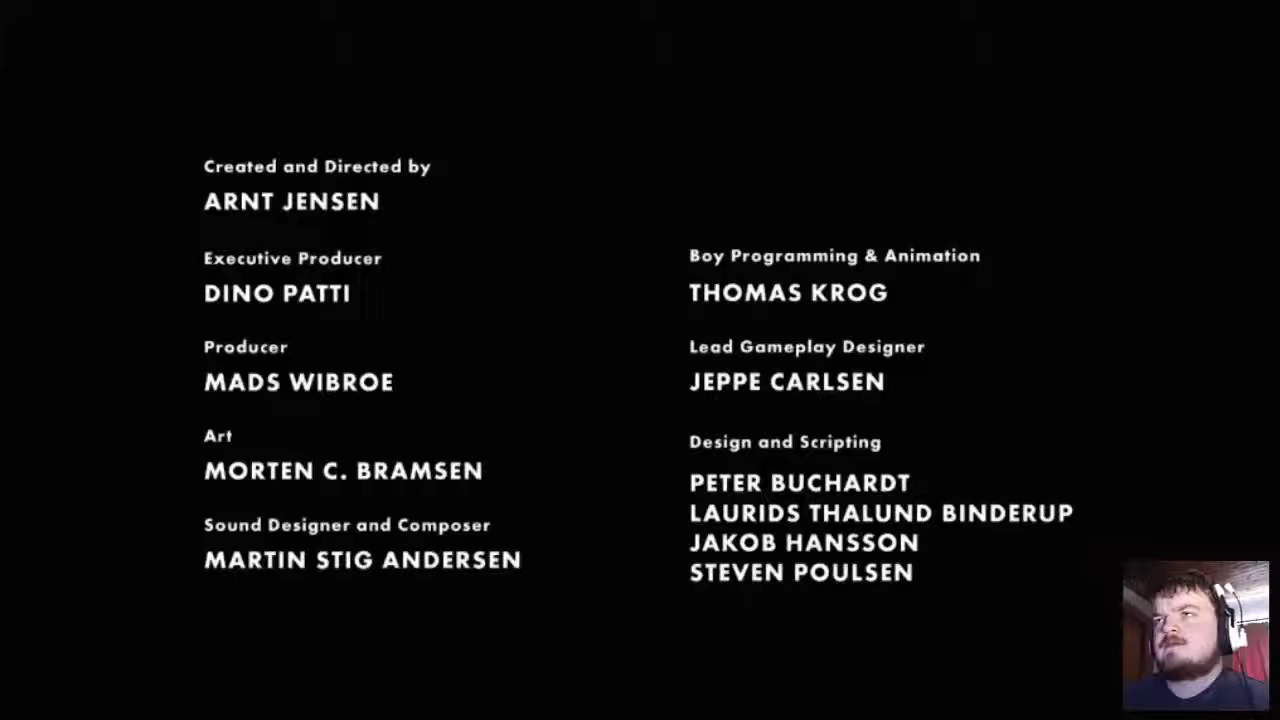 Created and Directed by
ARNT JENSEN
Executive Producer
DINO PATTI
Producer
MADS WIBROE
Art
MORTEN C. BRAMSEN
Sound Designer and Composer
MARTIN STIG ANDERSEN
Boy Programming & Animation
THOMAS KROG
Lead Gameplay Designer
JEPPE CARLSEN
Design and Scripting
PETER BUCHARDT
LAURIDS THALUND BINDERUP
JAKOB HANSSON
STEVEN POULSEN